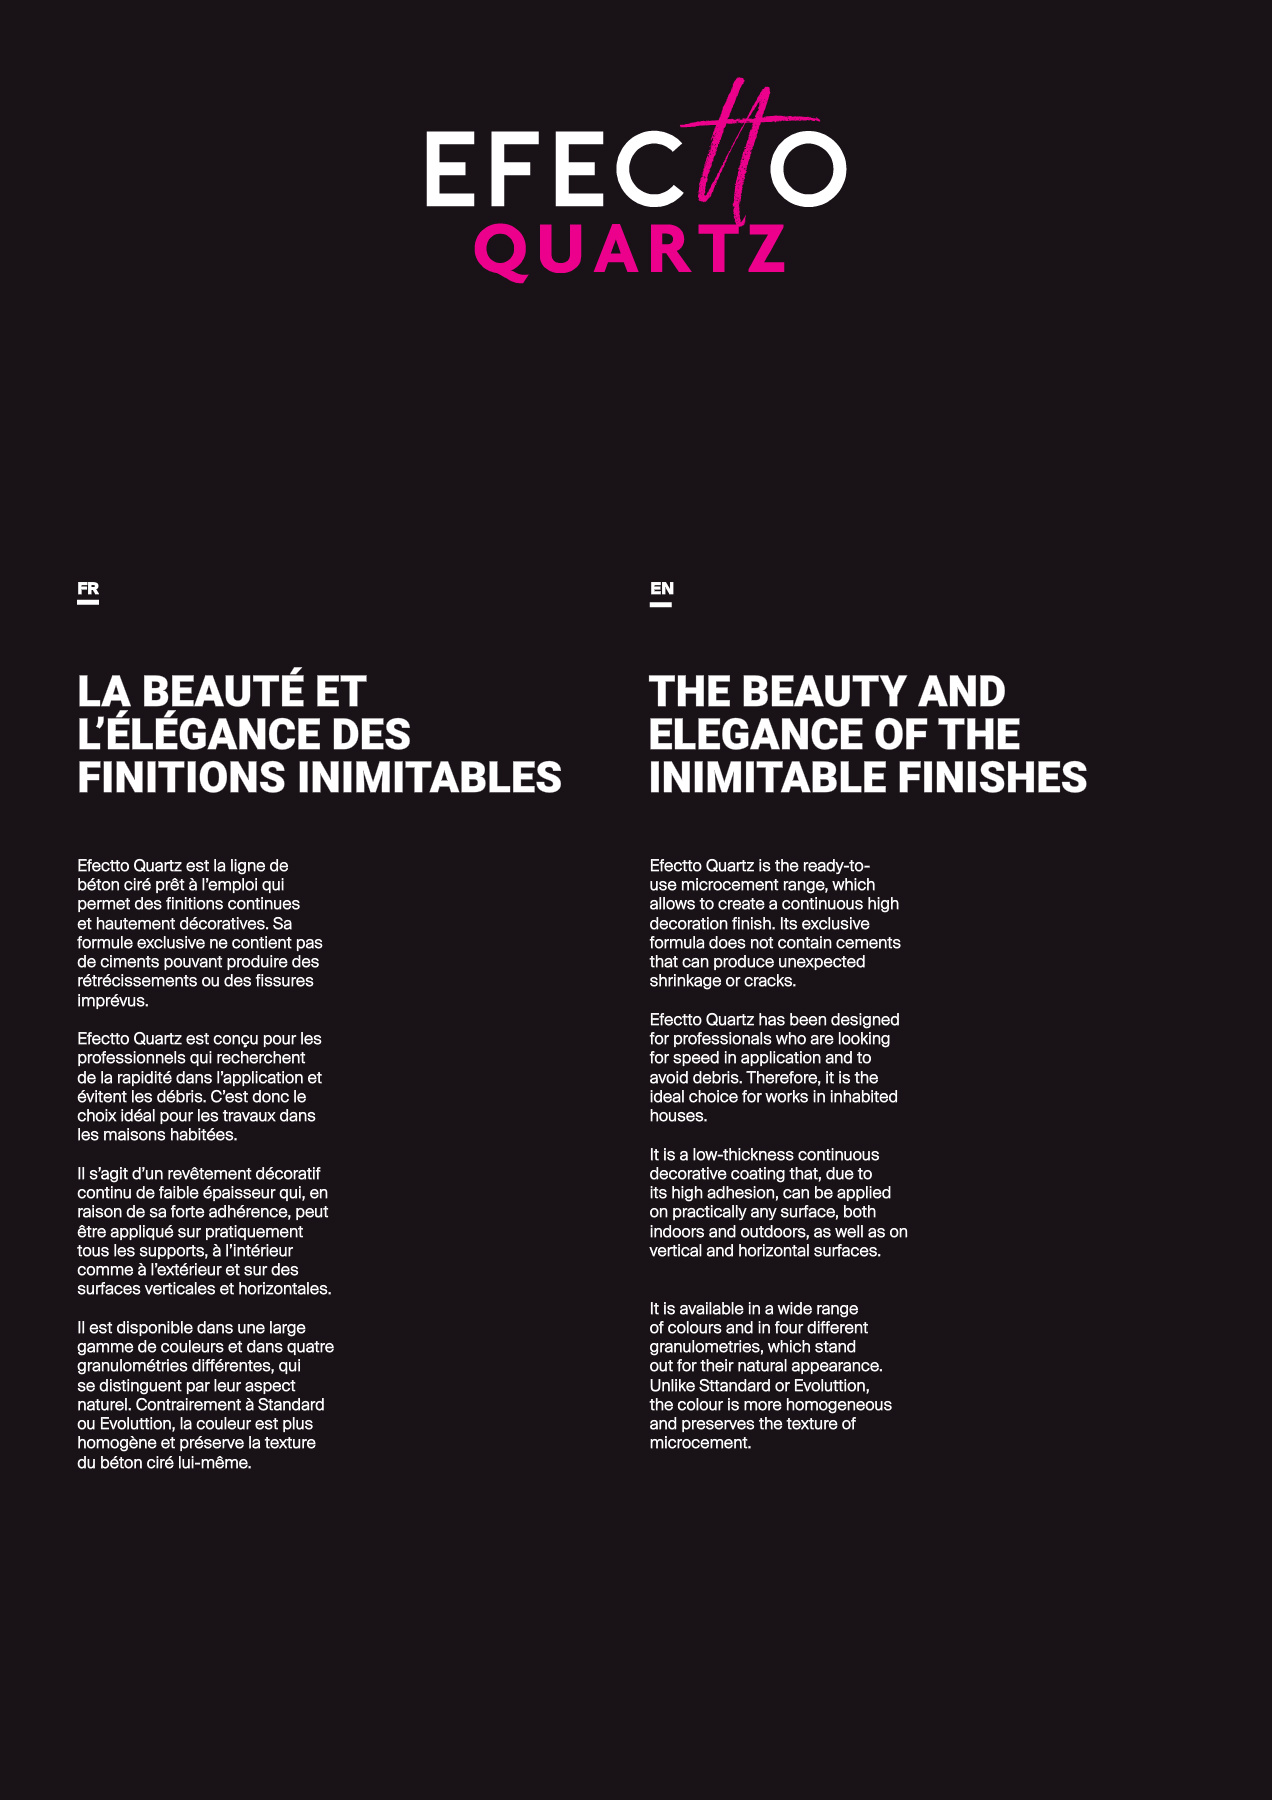 EFECttO
QUARTZ
FR
LA BEAUTÉ ET
L’ÉLÉGANCE DES
FINITIONS INIMITABLES
Efectto Quartz est la ligne de
béton ciré prêt à l’emploi qui
permet des finitions continues
et hautement décoratives. Sa
formule exclusive ne contient pas
de ciments pouvant produire des
rétrécissements ou des fissures
imprévus.
Efectto Quartz est conçu pour les
professionnels qui recherchent
de la rapidité dans l’application et
évitent les débris. C’est donc le
choix idéal pour les travaux dans
les maisons habitées.
Il s’agit d’un revêtement décoratif
continu de faible épaisseur qui, en
raison de sa forte adhérence, peut
être appliqué sur pratiquement
tous les supports, à l’intérieur
comme à l’extérieur et sur des
surfaces verticales et horizontales.
Il est disponible dans une large
gamme de couleurs et dans quatre
granulométries différentes, qui
se distinguent par leur aspect
naturel. Contrairement à Standard
ou Evoluttion, la couleur est plus
homogène et préserve la texture
du béton ciré lui-même.
EN
THE BEAUTY AND
ELEGANCE OF THE
INIMITABLE FINISHES
Efectto Quartz is the ready-to-
use microcement range, which
allows to create a continuous high
decoration finish. Its exclusive
formula does not contain cements
that can produce unexpected
shrinkage or cracks.
Efectto Quartz has been designed
for professionals who are looking
for speed in application and to
avoid debris. Therefore, it is the
ideal choice for works in inhabited
houses.
It is a low-thickness continuous
decorative coating that, due to
its high adhesion, can be applied
on practically any surface, both
indoors and outdoors, as well as on
vertical and horizontal surfaces.
It is available in a wide range
of colours and in four different
granulometries, which stand
out for their natural appearance.
Unlike Sttandard or Evoluttion,
the colour is more homogeneous
and preserves the texture of
microcement.